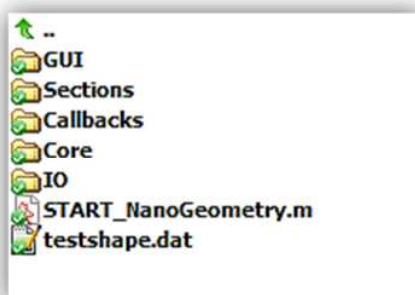 ..
GUI
Sections
Callbacks
Core
IO
START_NanoGeometry.m
testshape.dat